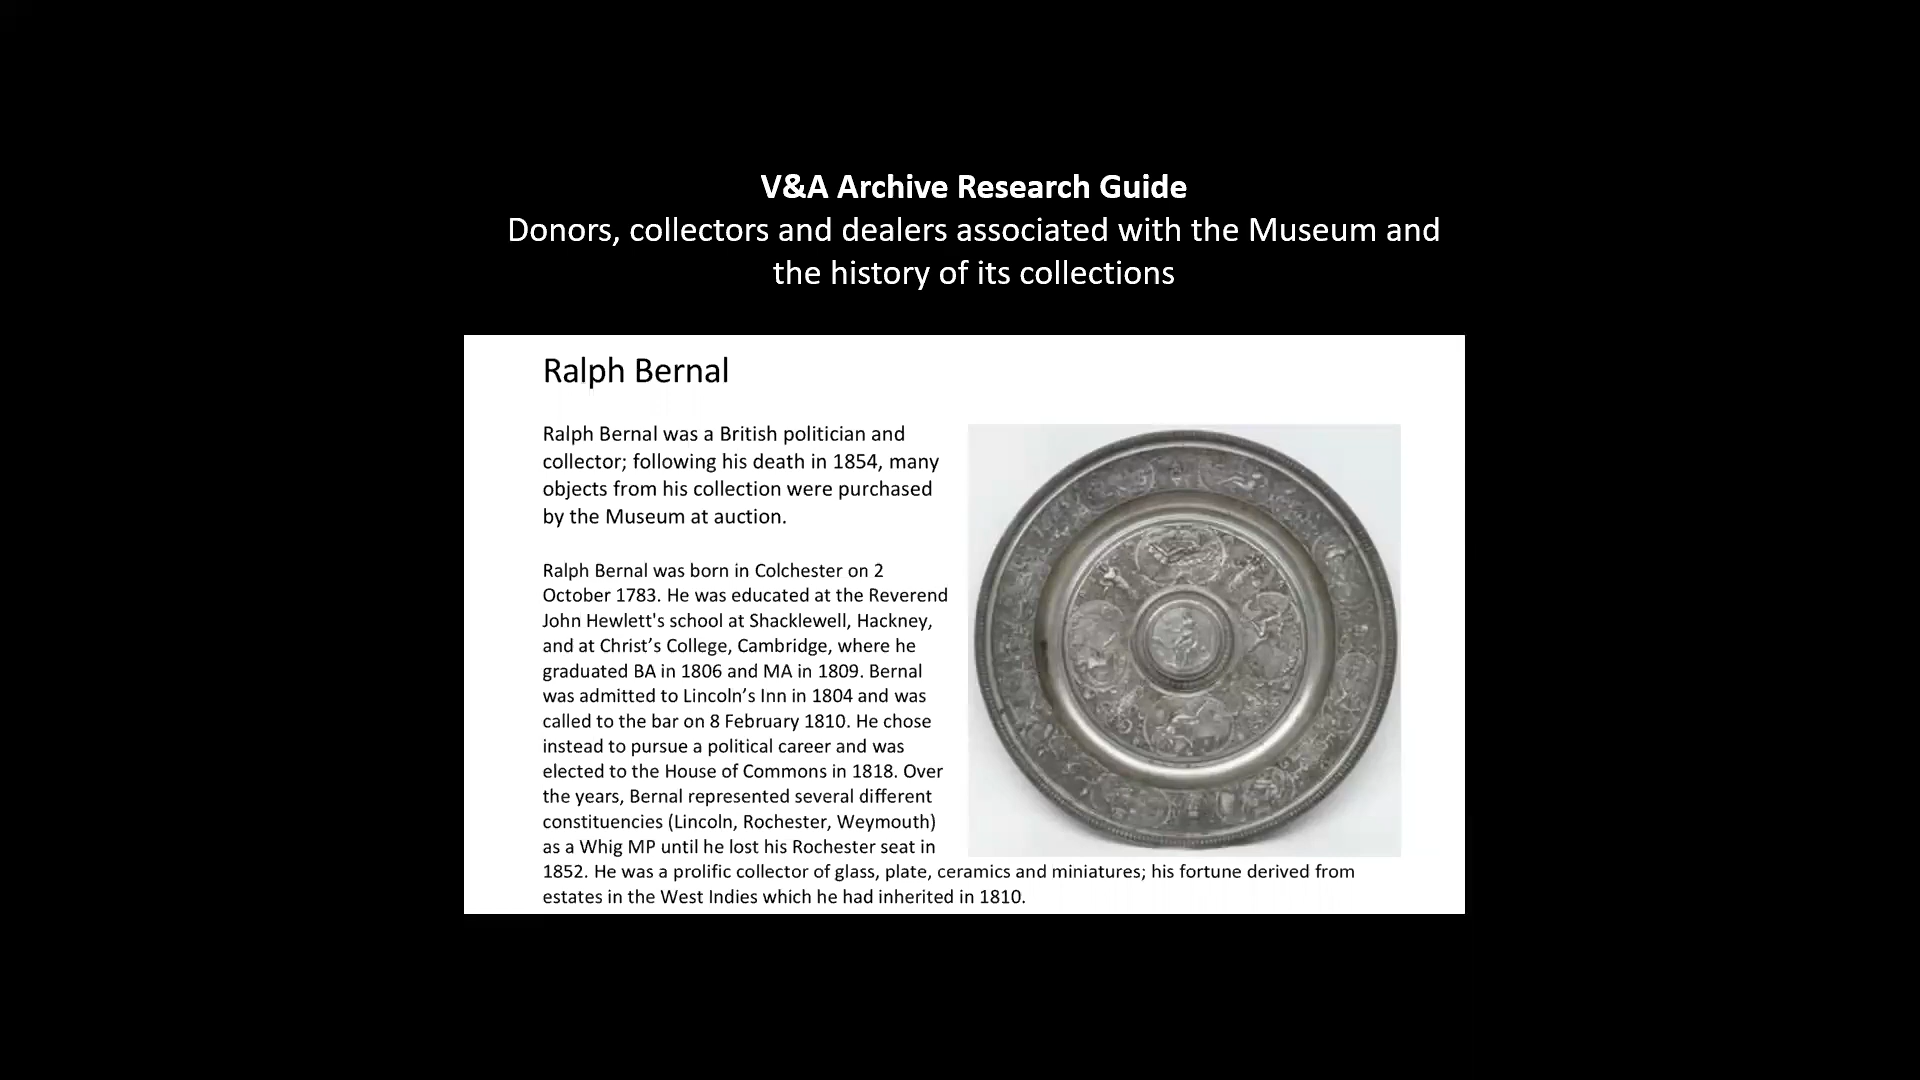 V&A Archive Research Guide
Donors, collectors and dealers associated with the Museum and
the history of its collections
Ralph Bernal
Ralph Bernal was a British politician and
collector; following his death in 1854, many
objects from his collection were purchased
by the Museum at auction.
Ralph Bernal was born in Colchester on 2
October 1783. He was educated at the Reverend
John Hewlett's school at Shacklewell, Hackney,
and at Christ’s College, Cambridge, where he
graduated BA in 1806 and MA in 1809. Bernal
was admitted to Lincoln’s Inn in 1804 and was
called to the bar on 8 February 1810. He chose
instead to pursue a political career and was
elected to the House of Commons in 1818. Over
the years, Bernal represented several different
constituencies (Lincoln, Rochester, Weymouth)
as a Whig MP until he lost his Rochester seat in
1852. He was a prolific collector of glass, plate, ceramics and miniatures; his fortune derived from
estates in the West Indies which he had inherited in 1810.